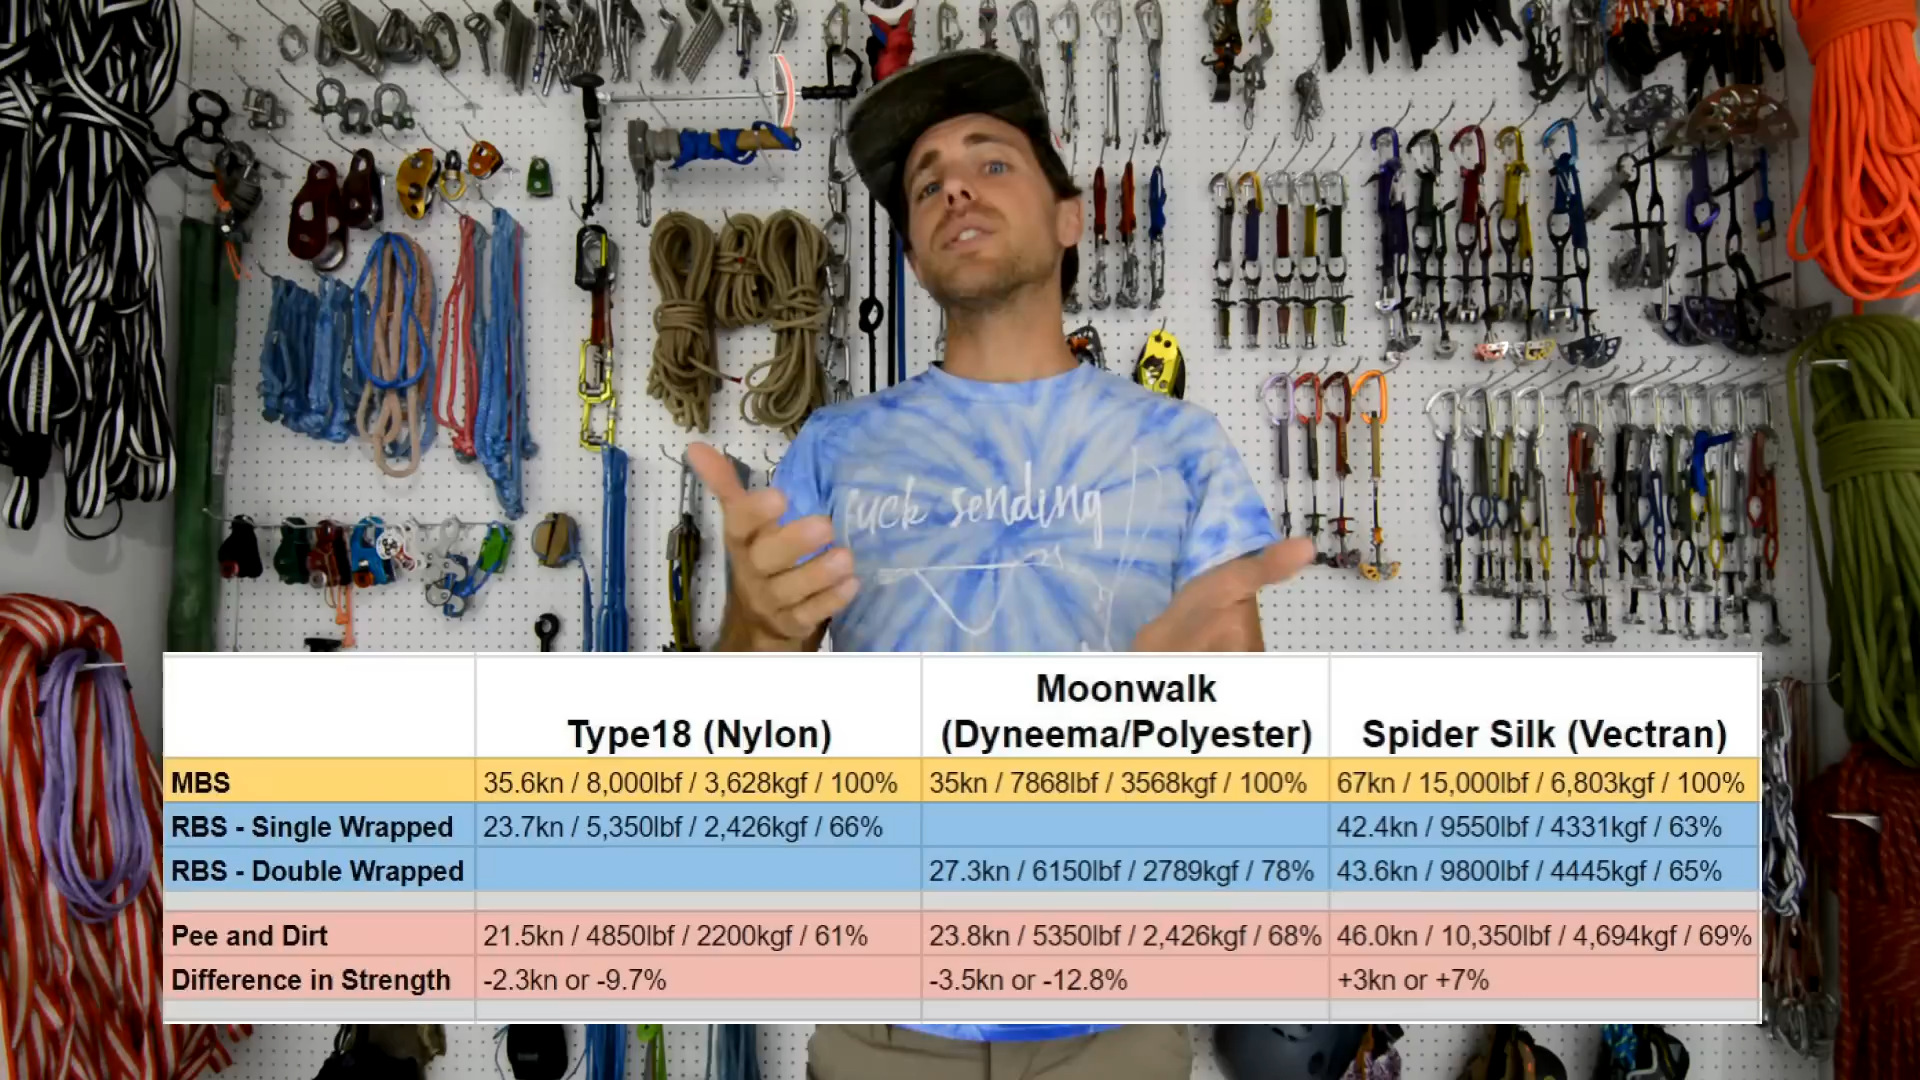 fuck sending
Type18 (Nylon)
Moonwalk
(Dyneema/Polyester)
Spider Silk (Vectran)
MBS 35.6kn / 8,000lbf / 3,628kgf / 100% 35kn / 7868lbf / 3568kgf / 100% 67kn / 15,000lbf / 6,803kgf / 100%
RBS - Single Wrapped 23.7kn / 5,350lbf / 2,426kgf / 66% 42.4kn / 9550lbf / 4331kgf / 63%
RBS - Double Wrapped 27.3kn / 6150lbf / 2789kgf / 78% 43.6kn / 9800lbf / 4445kgf / 65%
Pee and Dirt 21.5kn / 4850lbf / 2200kgf / 61% 23.8kn / 5350lbf / 2,426kgf / 68% 46.0kn / 10,350lbf / 4,694kgf / 69%
Difference in Strength -2.3kn or -9.7% -3.5kn or -12.8% +3kn or +7%